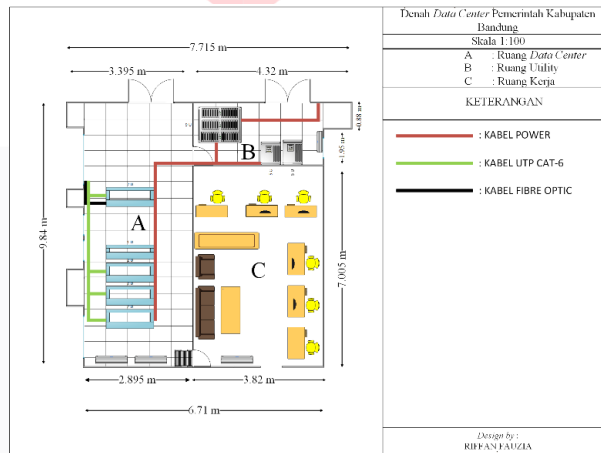 Denah Data Center Pemerintah Kabupaten
Bandung
Skala 1:100
A : Ruang Data Center
B : Ruang Utility
C : Ruang Kerja
KETERANGAN
: KABEL POWER
: KABEL UTP CAT-6
: KABEL FIBRE OPTIC
7.715 m
3.395 m
4.32 m
0.88 m
1.95 m
B
A
9.84 m
C
7.005 m
2.895 m
3.82 m
6.71 m
Design by :
RIFFAN FAUZIA